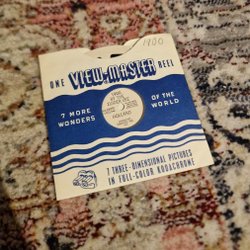 1900
ONE VIEW-MASTER REEL
HOLLAND
7 MORE WONDERS OF THE WORLD
7 THREE-DIMENSIONAL PICTURES
IN FULL-COLOR KODACHROME